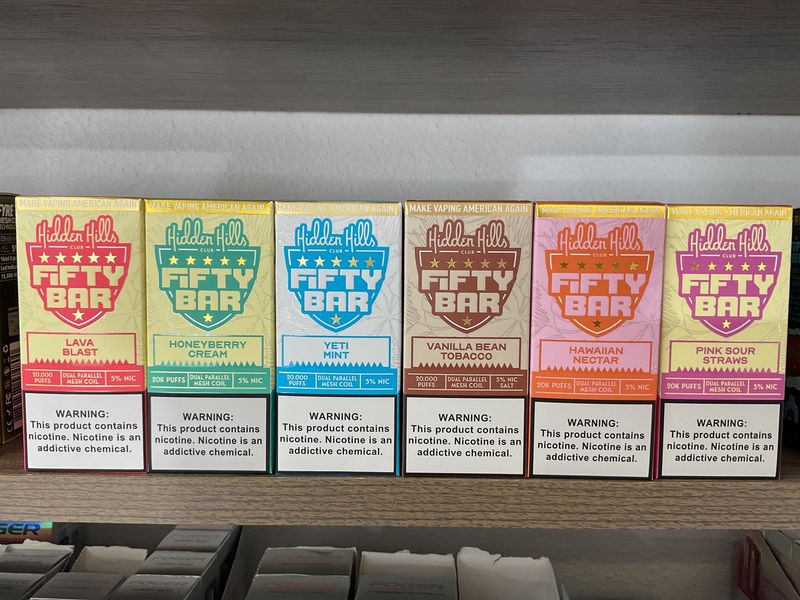 MAKE VAPING AMERICAN AGAIN
Hidden Hills
CLUB
FiFTY
BAR
LAVA
BLAST
20,000
PUFFS
DUAL PARALLEL
MESH COIL
5% NIC
WARNING:
This product contains
nicotine. Nicotine is an
addictive chemical.
MAKE VAPING AMERICAN AGAIN
Hidden Hills
CLUB
FiFTY
BAR
HONEYBERRY
CREAM
20K PUFFS
DUAL PARALLEL
MESH COIL
5% NIC
WARNING:
This product contains
nicotine. Nicotine is an
addictive chemical.
MAKE VAPING AMERICAN AGAIN
Hidden Hills
CLUB
FiFTY
BAR
YETI
MINT
20,000
PUFFS
DUAL PARALLEL
MESH COIL
5% NIC
WARNING:
This product contains
nicotine. Nicotine is an
addictive chemical.
MAKE VAPING AMERICAN AGAIN
Hidden Hills
CLUB
FiFTY
BAR
VANILLA BEAN
TOBACCO
20,000
PUFFS
DUAL PARALLEL
MESH COIL
5% NIC
SALT
WARNING:
This product contains
nicotine. Nicotine is an
addictive chemical.
MAKE VAPING AMERICAN AGAIN
Hidden Hills
CLUB
FiFTY
BAR
HAWAIIAN
NECTAR
20K PUFFS
DUAL PARALLEL
MESH COIL
5% NIC
WARNING:
This product contains
nicotine. Nicotine is an
addictive chemical.
MAKE VAPING AMERICAN AGAIN
Hidden Hills
CLUB
FiFTY
BAR
PINK SOUR
STRAWS
20K PUFFS
DUAL PARALLEL
MESH COIL
5% NIC
WARNING:
This product contains
nicotine. Nicotine is an
addictive chemical.
FOGER